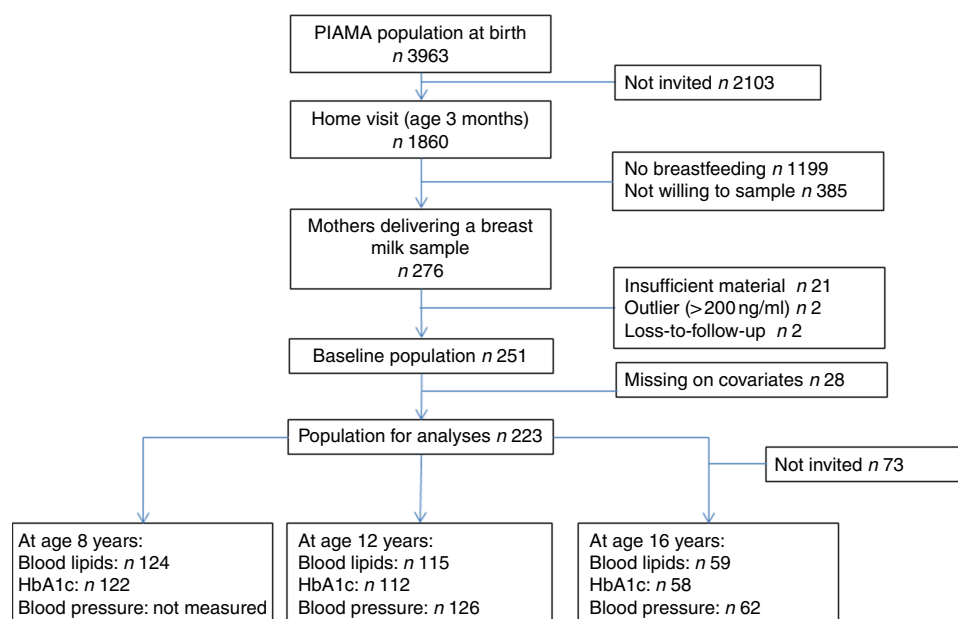 PIAMA population at birth
n 3963
Not invited n 2103
Home visit (age 3 months)
n 1860
No breastfeeding n 1199
Not willing to sample n 385
Mothers delivering a breast
milk sample
n 276
Insufficient material n 21
Outlier (>200 ng/ml) n 2
Loss-to-follow-up n 2
Baseline population n 251
Missing on covariates n 28
Population for analyses n 223
Not invited n 73
At age 8 years:
Blood lipids: n 124
HbA1c: n 122
Blood pressure: not measured
At age 12 years:
Blood lipids: n 115
HbA1c: n 112
Blood pressure: n 126
At age 16 years:
Blood lipids: n 59
HbA1c: n 58
Blood pressure: n 62